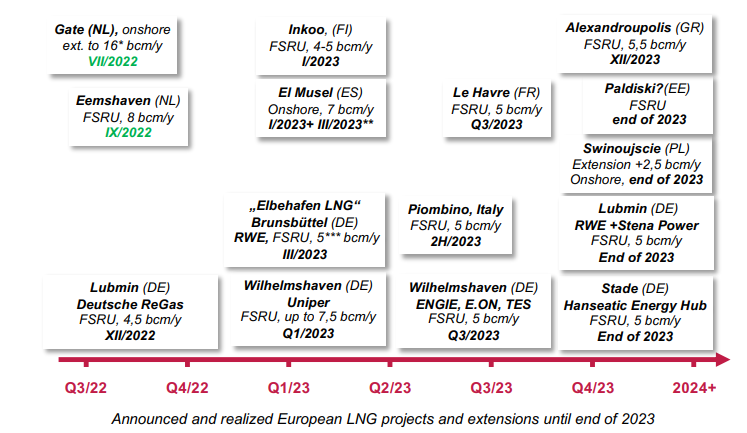 Gate (NL), onshore
ext. to 16* bcm/y
VII/2022
Inkoo, (FI)
FSRU, 4-5 bcm/y
I/2023
Alexandroupolis (GR)
FSRU, 5,5 bcm/y
XII/2023
Eemshaven (NL)
FSRU, 8 bcm/y
IX/2022
El Musel (ES)
Onshore, 7 bcm/y
I/2023+ III/2023**
Le Havre (FR)
FSRU, 5 bcm/y
Q3/2023
Paldiski?(EE)
FSRU
end of 2023
Swinoujscie (PL)
Extension +2,5 bcm/y
Onshore, end of 2023
„Elbehafen LNG“
Brunsbüttel (DE)
RWE, FSRU, 5*** bcm/y
III/2023
Piombino, Italy
FSRU, 5 bcm/y
2H/2023
Lubmin (DE)
RWE +Stena Power
FSRU, 5 bcm/y
End of 2023
Lubmin (DE)
Deutsche ReGas
FSRU, 4,5 bcm/y
XII/2022
Wilhelmshaven (DE)
Uniper
FSRU, up to 7,5 bcm/y
Q1/2023
Wilhelmshaven (DE)
ENGIE, E.ON, TES
FSRU, 5 bcm/y
Q3/2023
Stade (DE)
Hanseatic Energy Hub
FSRU, 5 bcm/y
End of 2023
Q3/22 Q4/22 Q1/23 Q2/23 Q3/23 Q4/23 2024+
Announced and realized European LNG projects and extensions until end of 2023